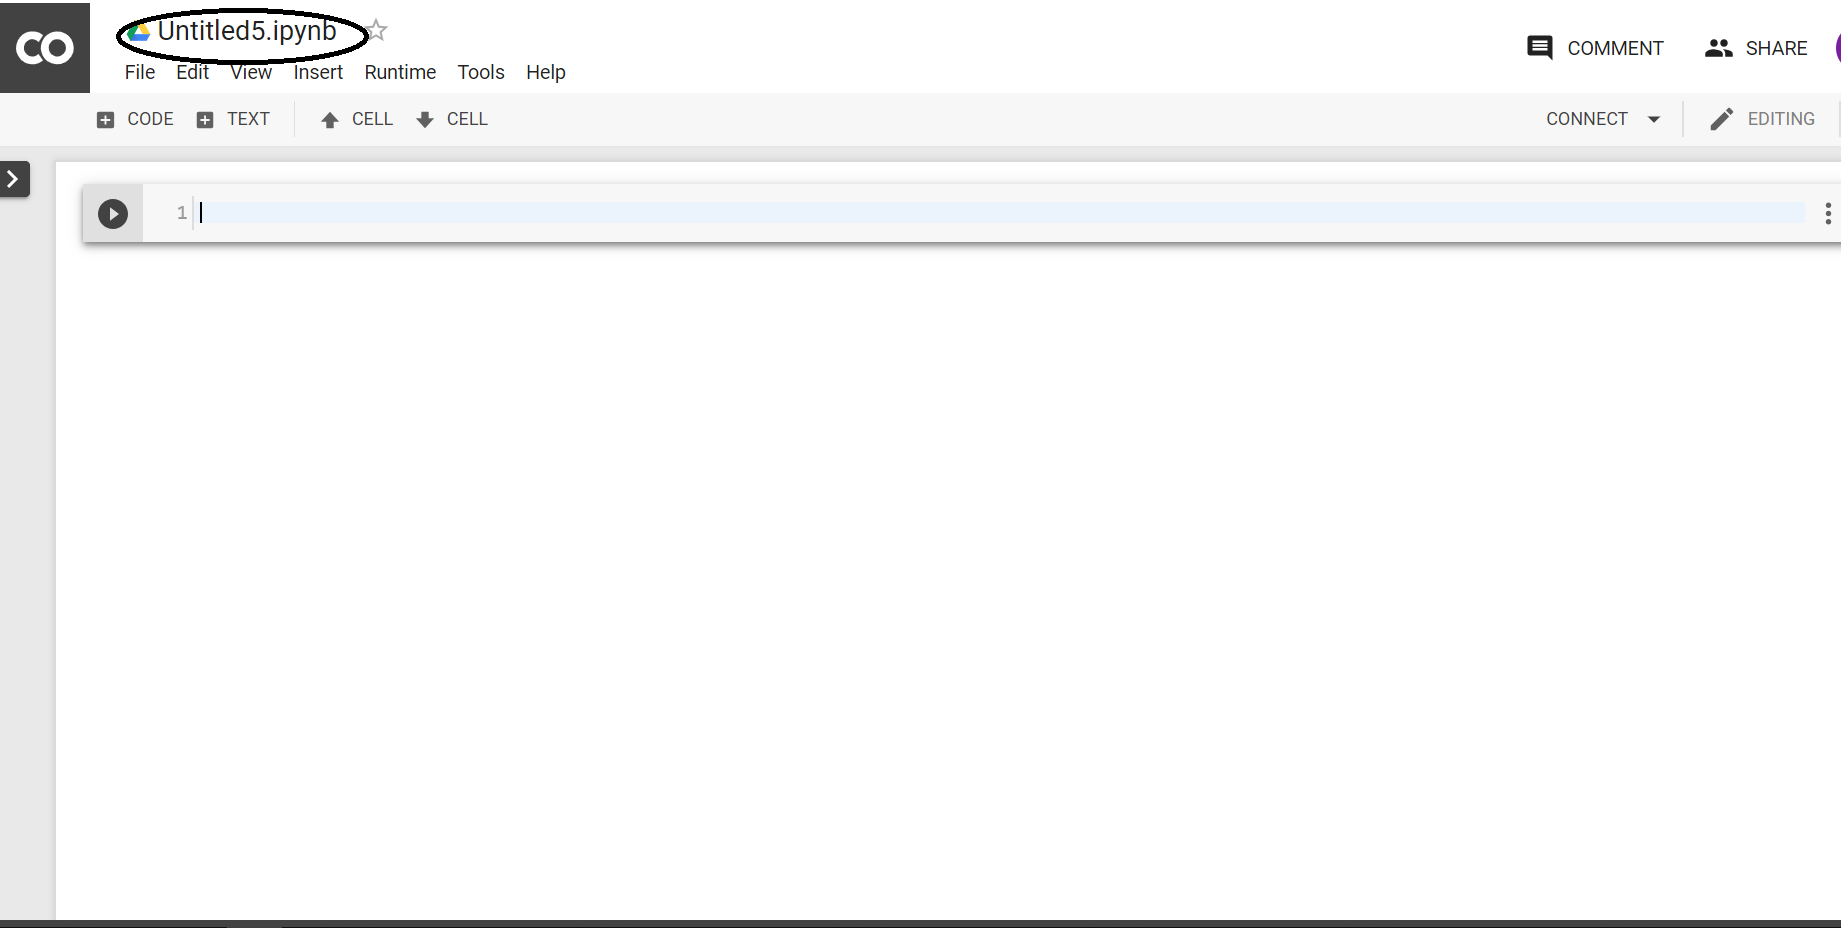 CO
Untitled5.ipynb
File Edit View Insert Runtime Tools Help
COMMENT SHARE
CODE TEXT CELL CELL
CONNECT EDITING
1